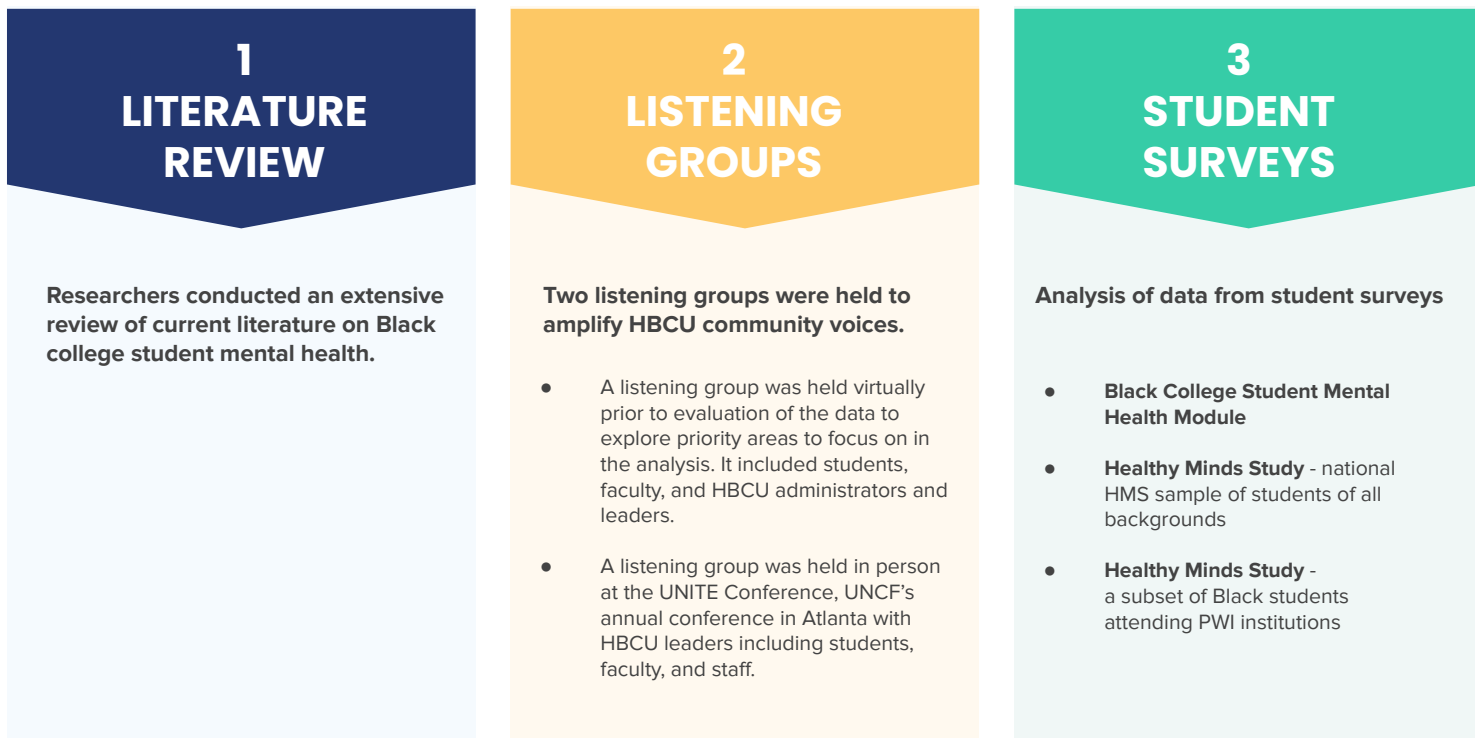 1
LITERATURE
REVIEW
Researchers conducted an extensive
review of current literature on Black
college student mental health.
2
LISTENING
GROUPS
Two listening groups were held to
amplify HBCU community voices.
● A listening group was held virtually
prior to evaluation of the data to
explore priority areas to focus on in
the analysis. It included students,
faculty, and HBCU administrators and
leaders.
● A listening group was held in person
at the UNITE Conference, UNCF’s
annual conference in Atlanta with
HBCU leaders including students,
faculty, and staff.
3
STUDENT
SURVEYS
Analysis of data from student surveys
● Black College Student Mental
Health Module
● Healthy Minds Study - national
HMS sample of students of all
backgrounds
● Healthy Minds Study -
a subset of Black students
attending PWI institutions